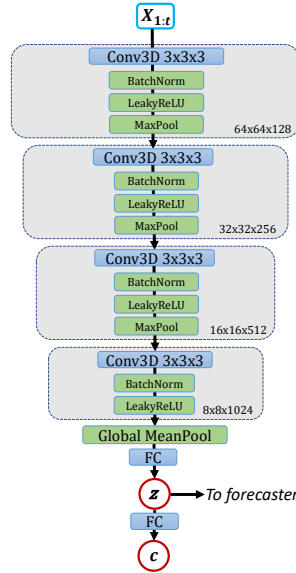 X1:t
Conv3D 3x3x3
BatchNorm
LeakyReLU
MaxPool
64x64x128
Conv3D 3x3x3
BatchNorm
LeakyReLU
MaxPool
32x32x256
Conv3D 3x3x3
BatchNorm
LeakyReLU
MaxPool
16x16x512
Conv3D 3x3x3
BatchNorm
LeakyReLU
8x8x1024
Global MeanPool
FC
z To forecaster
FC
c